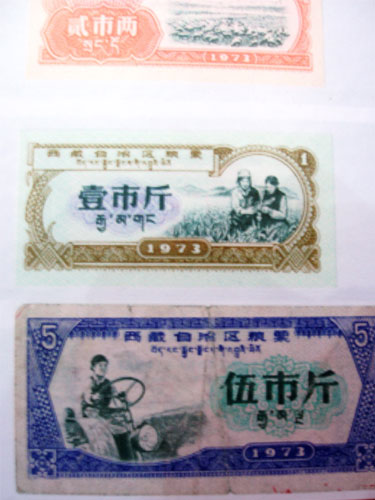 贰市两
སྲང་དོ
1973
西藏自治区粮票
1
壹市斤
རྒྱ་མ་གང
1973
5 5
西藏自治区粮票
伍市斤
རྒྱ་མ་ལྔ
1973